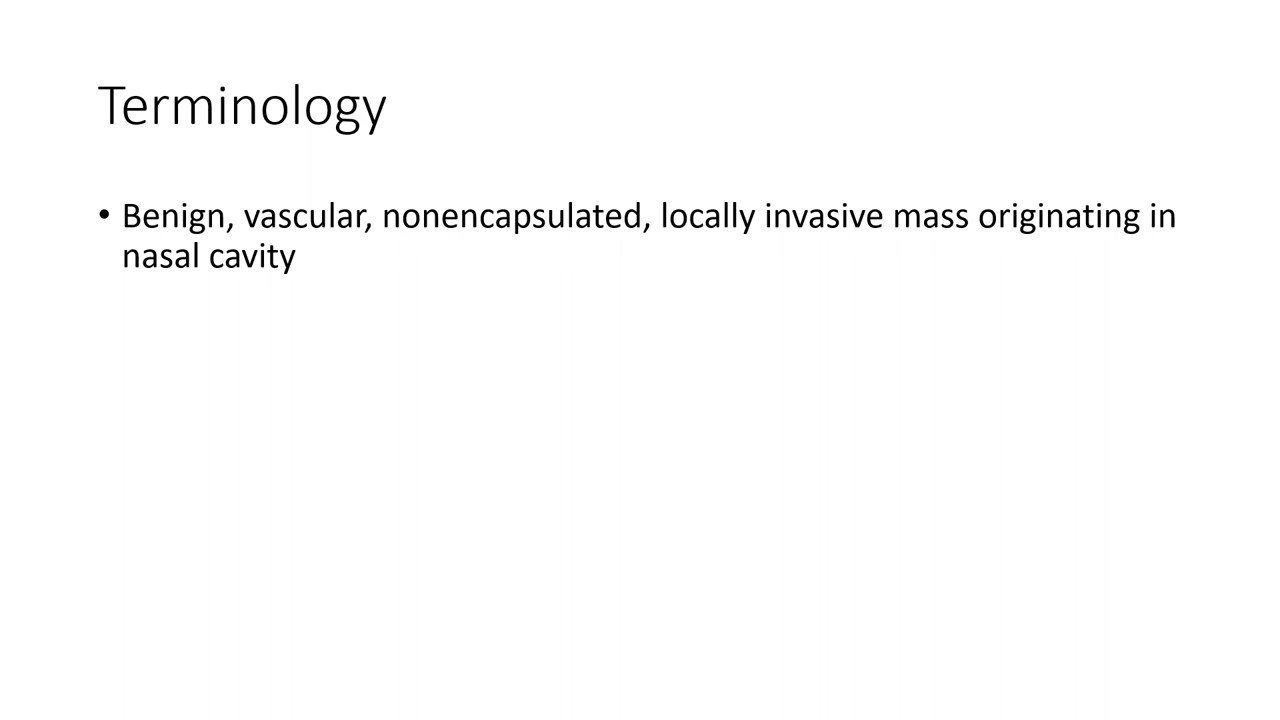 Terminology
• Benign, vascular, nonencapsulated, locally invasive mass originating in
nasal cavity